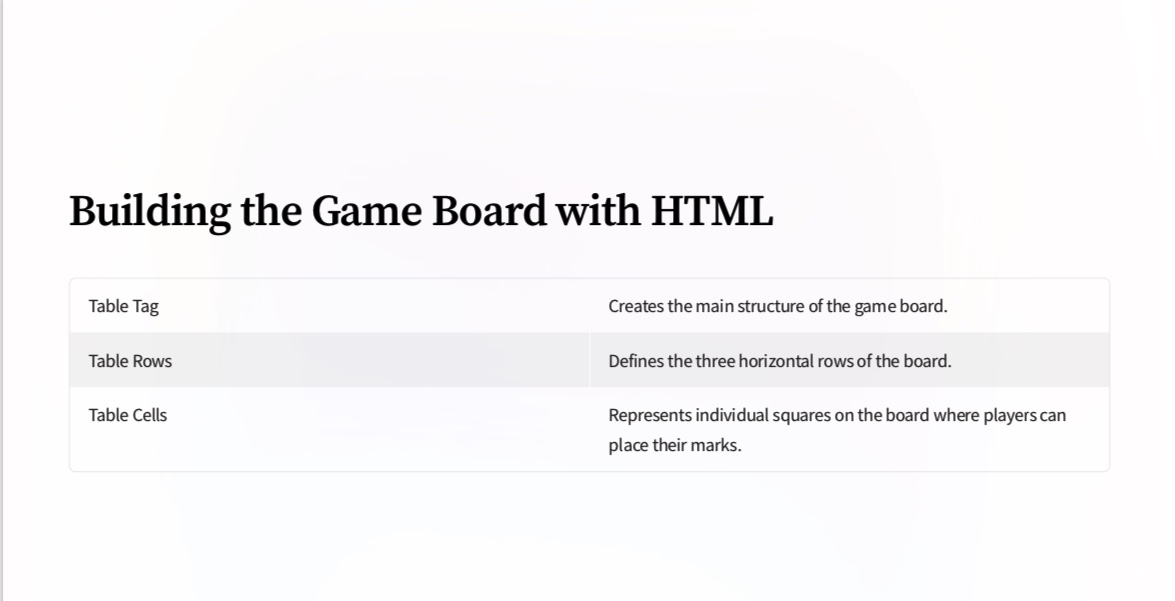 Building the Game Board with HTML
Table Tag
Creates the main structure of the game board.
Table Rows
Defines the three horizontal rows of the board.
Table Cells
Represents individual squares on the board where players can
place their marks.